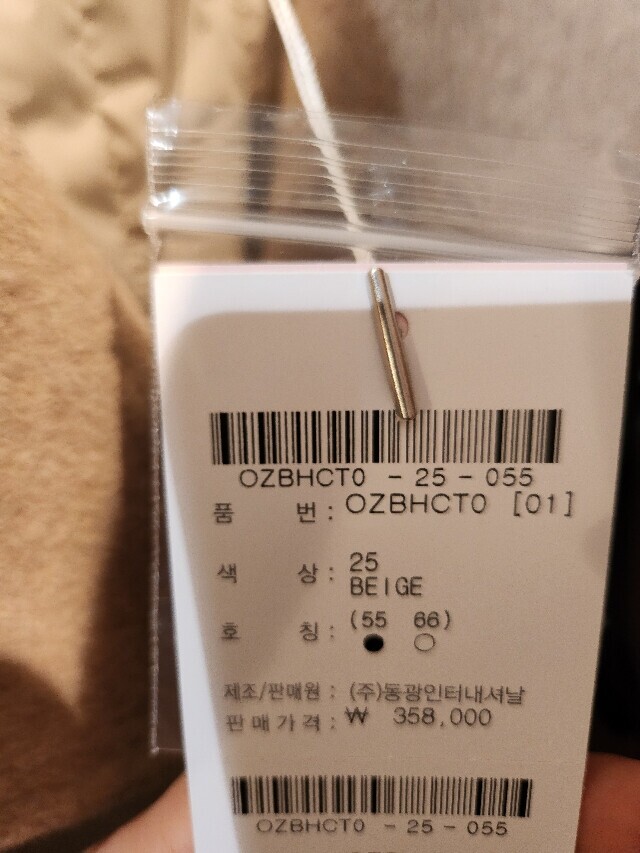 OZBHCT0 - 25 - 055
품 번 : OZBHCT0 [01]
색 상 : 25
BEIGE
호 칭 : (55 66)
제조/판매원 : (주)동광인터내셔날
판매가격 : ₩ 358,000
OZBHCT0 - 25 - 055